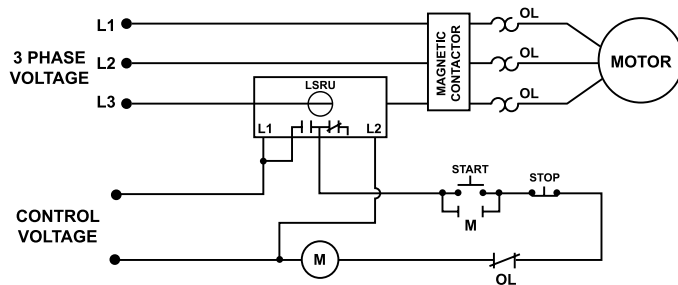 L1
OL
3 PHASE
VOLTAGE
L2
MAGNETIC
CONTACTOR
OL
MOTOR
L3
LSRU
OL
L1
L2
START
STOP
M
CONTROL
VOLTAGE
M
OL